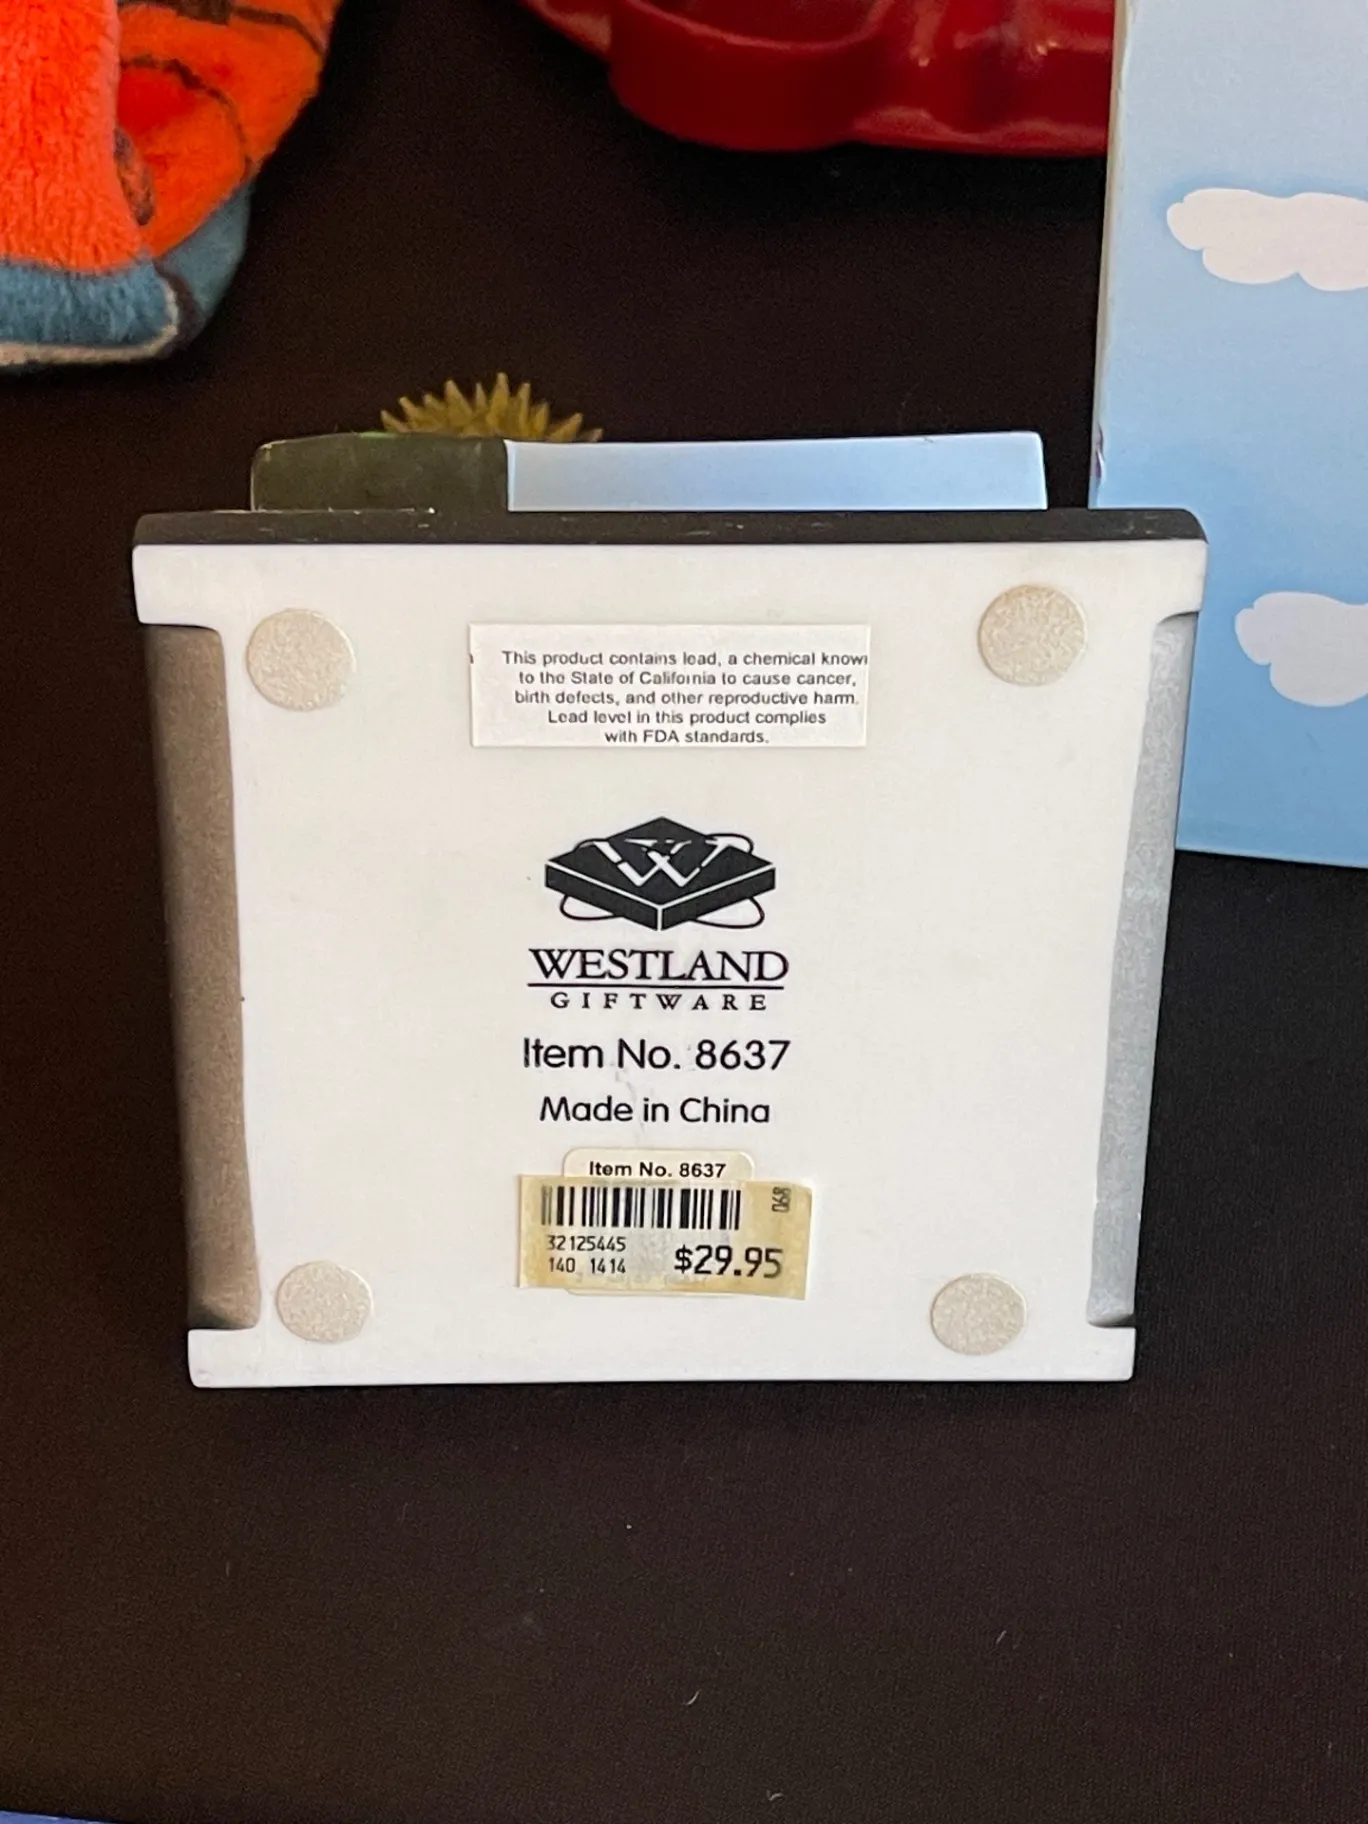 This product contains lead, a chemical known
to the State of California to cause cancer,
birth defects, and other reproductive harm.
Lead level in this product complies
with FDA standards.
W
WESTLAND
GIFTWARE
Item No. 8637
Made in China
Item No. 8637
068
32125445
140 1414
$29.95